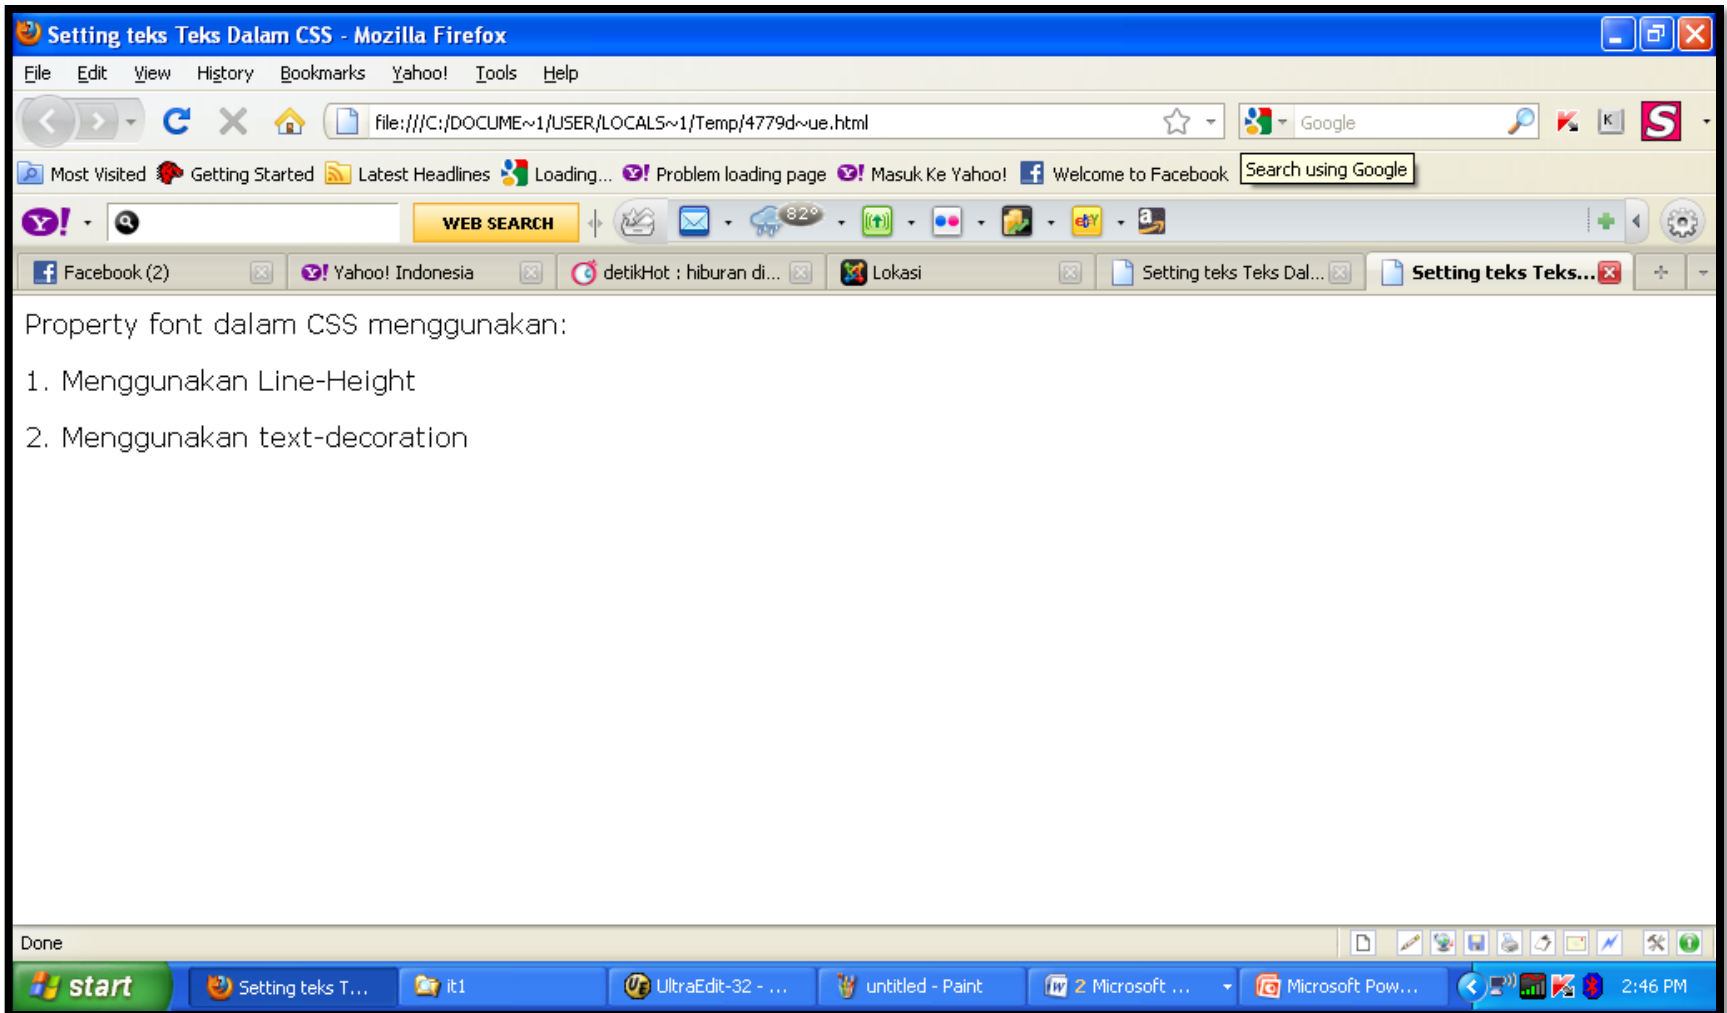 Setting teks Teks Dalam CSS - Mozilla Firefox
File Edit View History Bookmarks Yahoo! Tools Help
file:///C:/DOCUME~1/USER/LOCALS~1/Temp/4779d~ue.html Google K S
Most Visited Getting Started Latest Headlines Loading... Y! Problem loading page Y! Masuk Ke Yahoo! f Welcome to Facebook Search using Google
Y! WEB SEARCH 82° ebY a
f Facebook (2) Y! Yahoo! Indonesia detikHot : hiburan di... Lokasi Setting teks Teks Dal... Setting teks Teks...
Property font dalam CSS menggunakan:
1. Menggunakan Line-Height
2. Menggunakan text-decoration
Done
start Setting teks T... it1 UltraEdit-32 - ... untitled - Paint 2 Microsoft ... Microsoft Pow... 2:46 PM